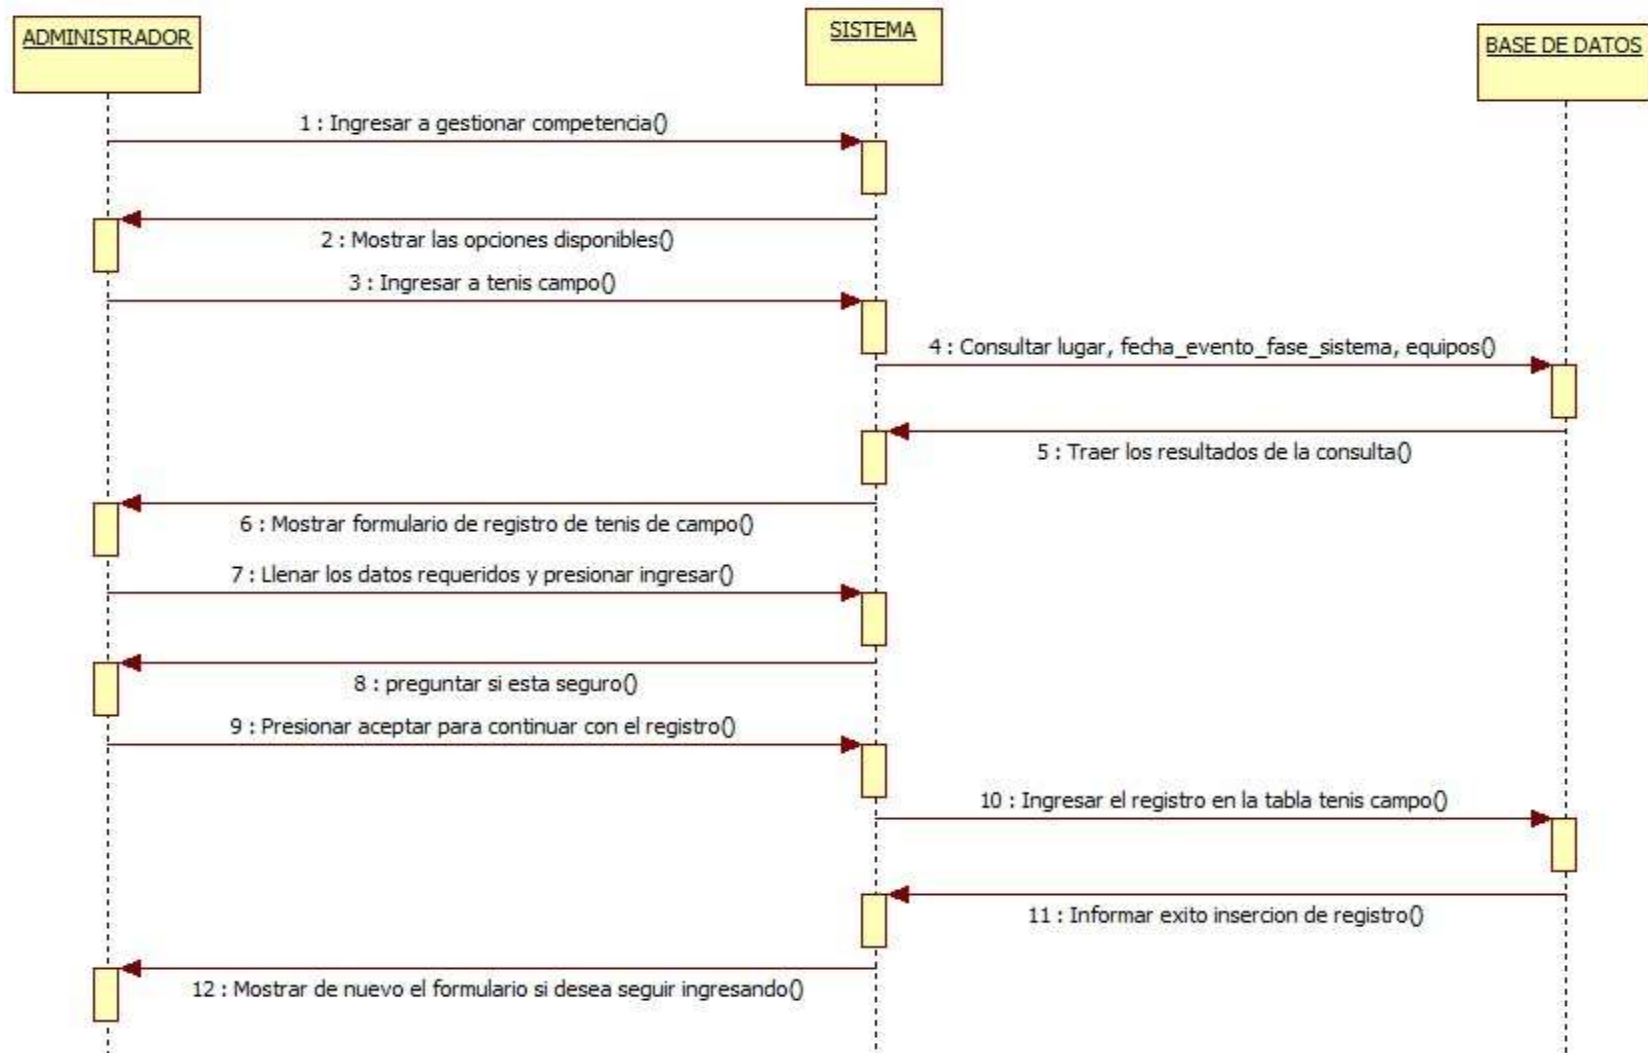 ADMINISTRADOR
SISTEMA
BASE DE DATOS
1 : Ingresar a gestionar competencia()
2 : Mostrar las opciones disponibles()
3 : Ingresar a tenis campo()
4 : Consultar lugar, fecha_evento_fase_sistema, equipos()
5 : Traer los resultados de la consulta()
6 : Mostrar formulario de registro de tenis de campo()
7 : Llenar los datos requeridos y presionar ingresar()
8 : preguntar si esta seguro()
9 : Presionar aceptar para continuar con el registro()
10 : Ingresar el registro en la tabla tenis campo()
11 : Informar exito insercion de registro()
12 : Mostrar de nuevo el formulario si desea seguir ingresando()